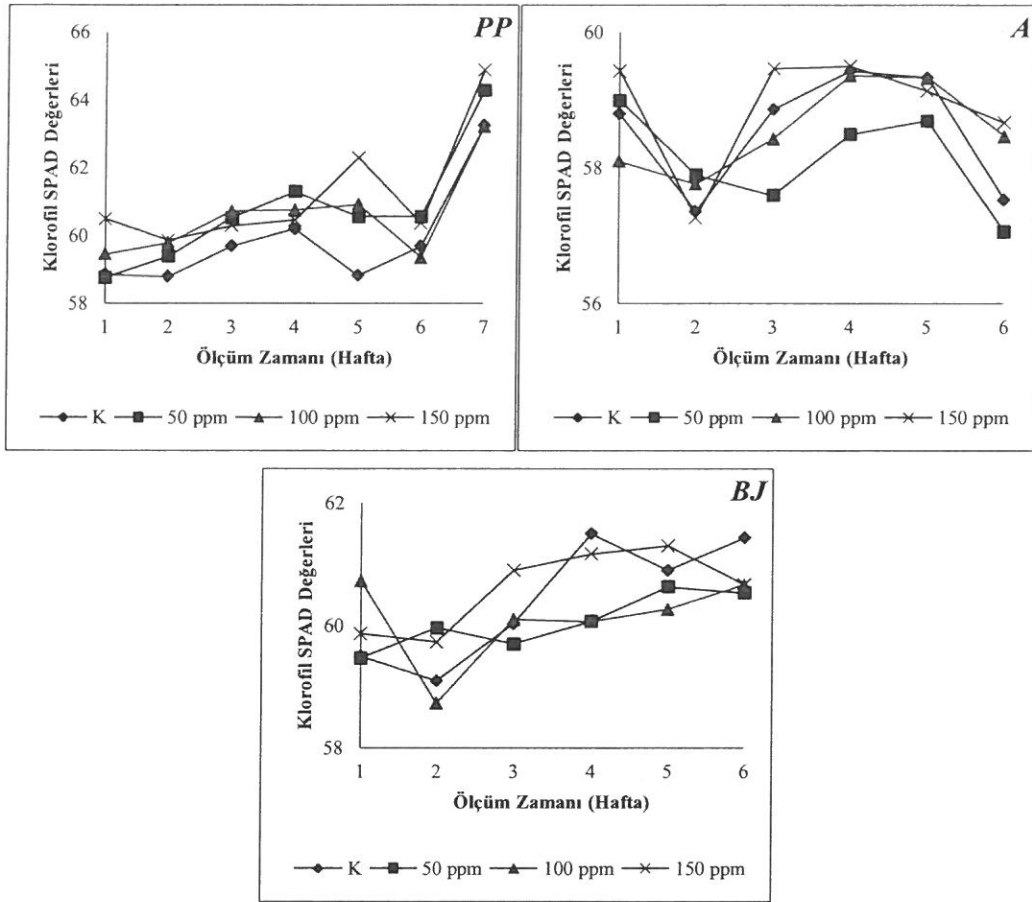 PP
Klorofil SPAD Değerleri
66
64
62
60
58
1 2 3 4 5 6 7
Ölçüm Zamanı (Hafta)
K 50 ppm 100 ppm 150 ppm
A
Klorofil SPAD Değerleri
60
58
56
1 2 3 4 5 6
Ölçüm Zamanı (Hafta)
K 50 ppm 100 ppm 150 ppm
BJ
Klorofil SPAD Değerleri
62
60
58
1 2 3 4 5 6
Ölçüm Zamanı (Hafta)
K 50 ppm 100 ppm 150 ppm